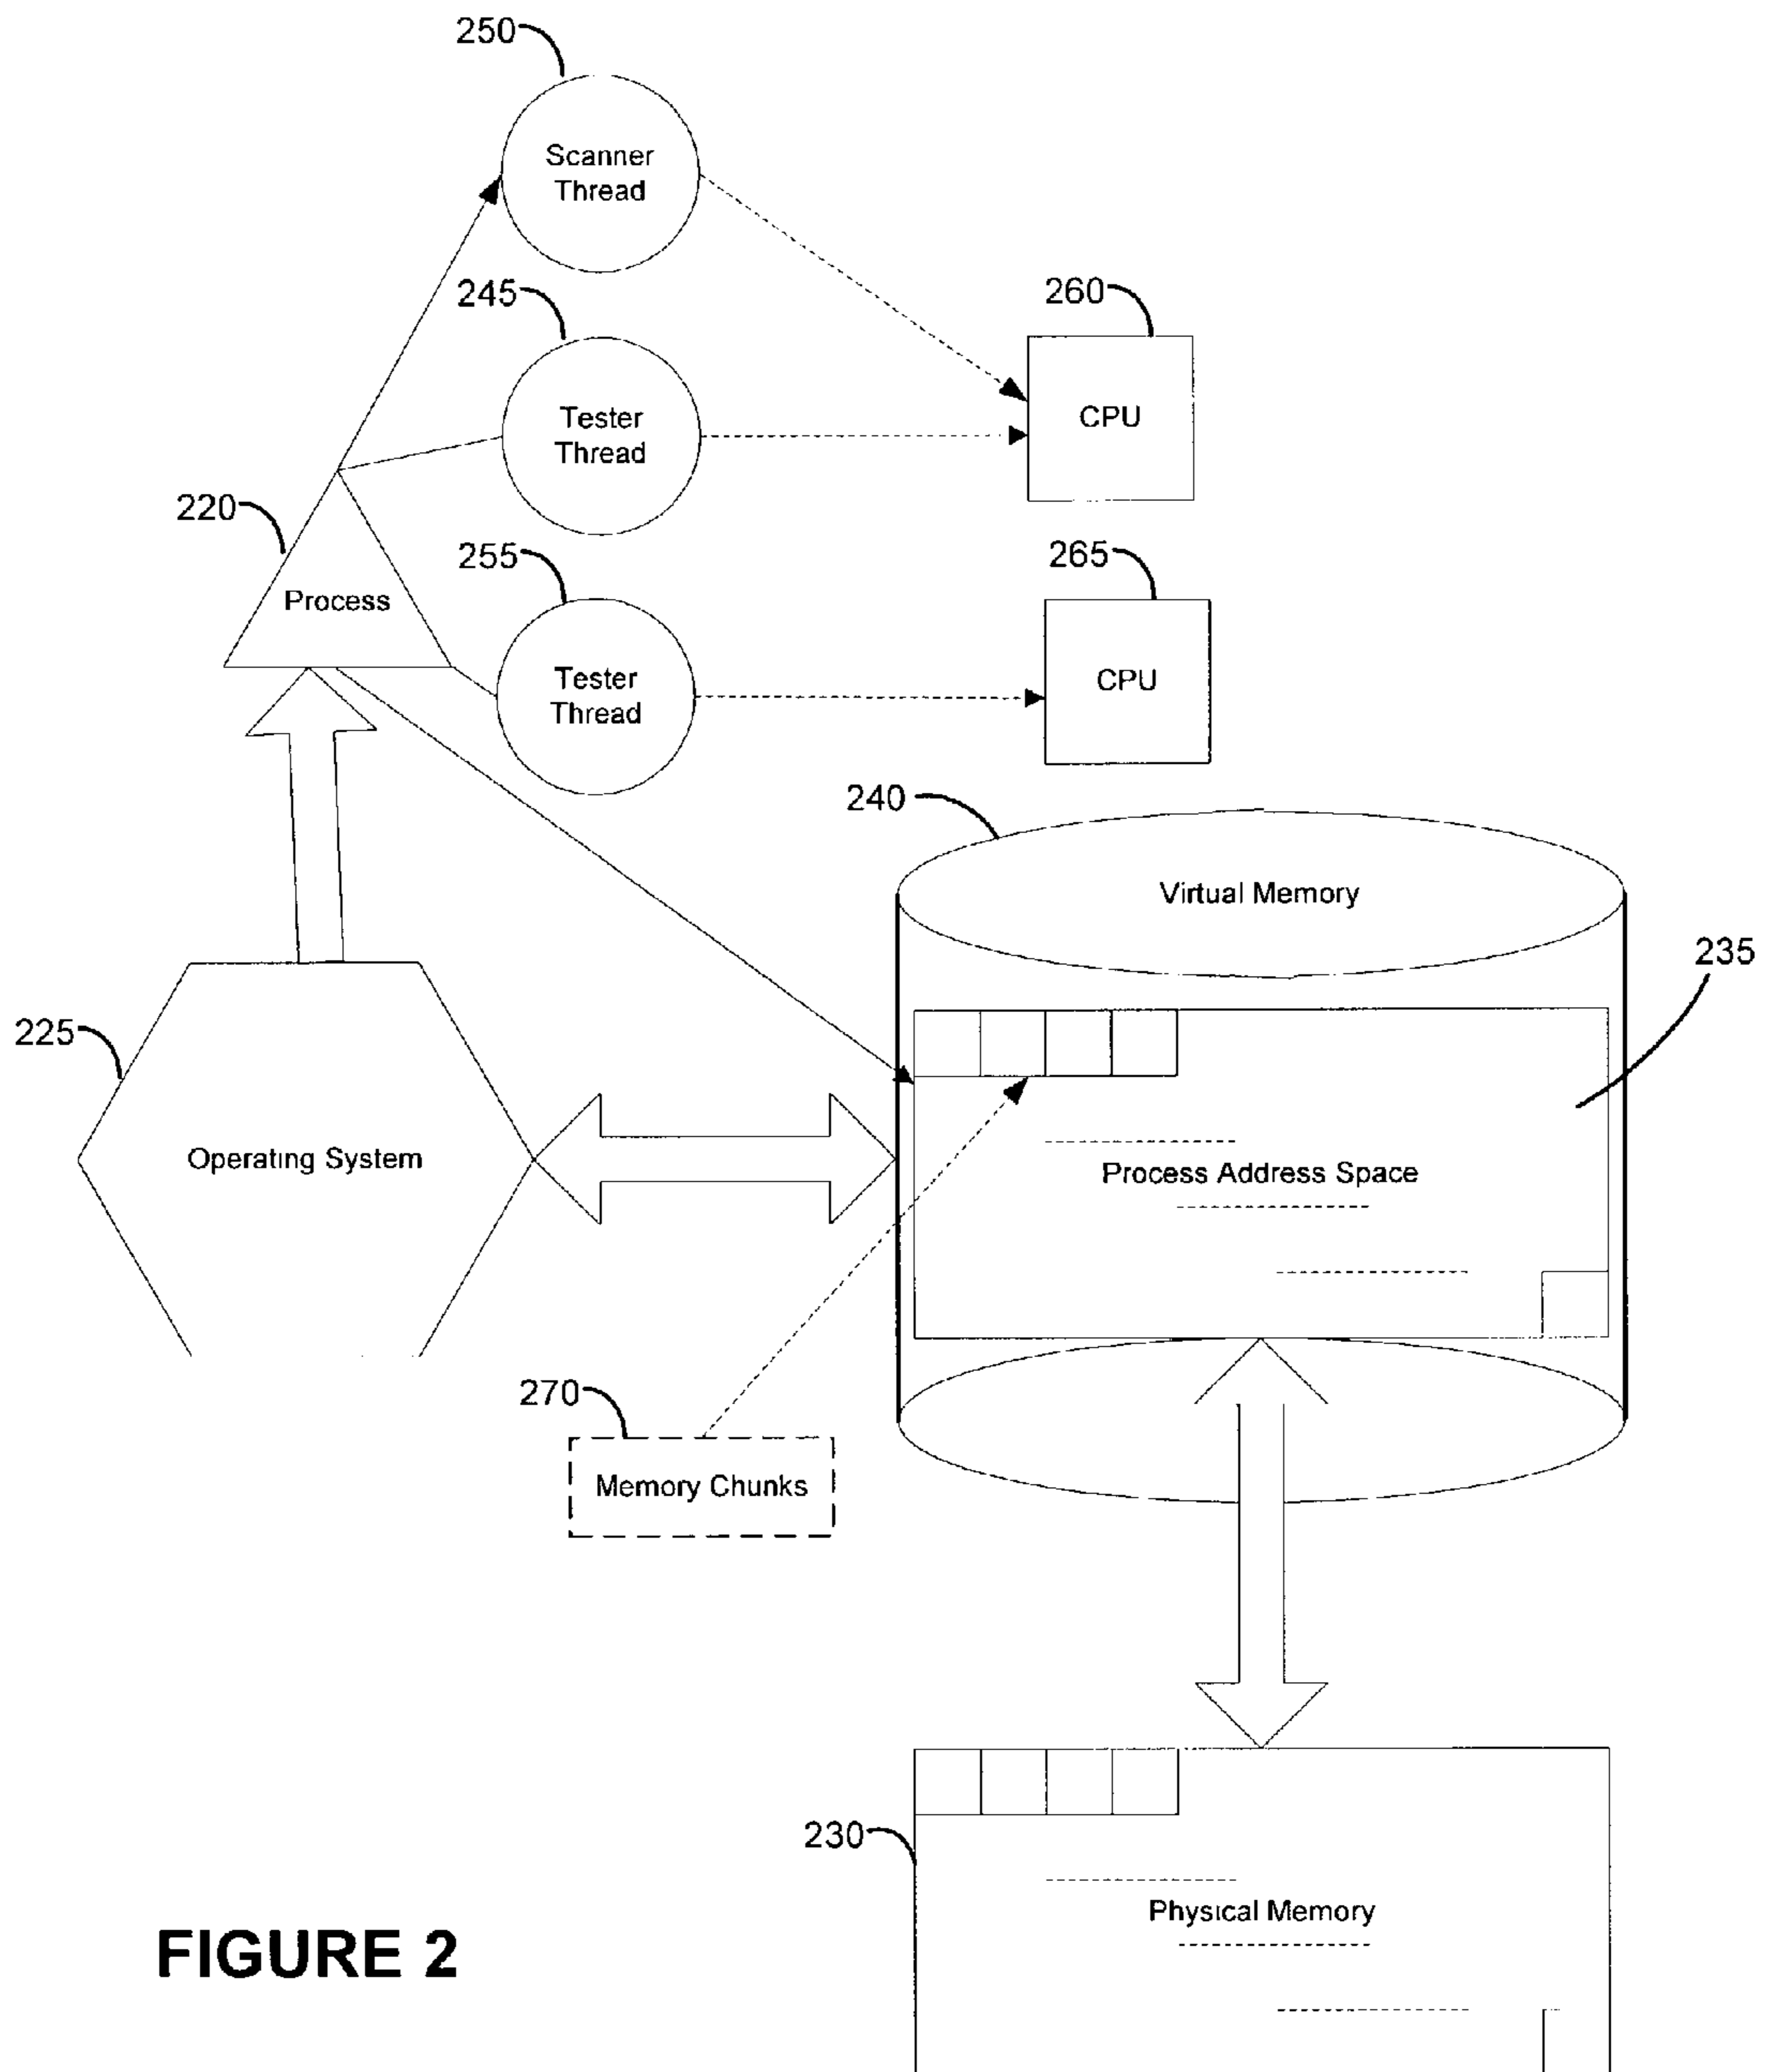 250
Scanner
Thread
245
260
Tester
Thread
CPU
220
255
265
Process
Tester
Thread
CPU
240
Virtual Memory
235
225
Operating System
Process Address Space
270
Memory Chunks
230
Physical Memory
FIGURE 2